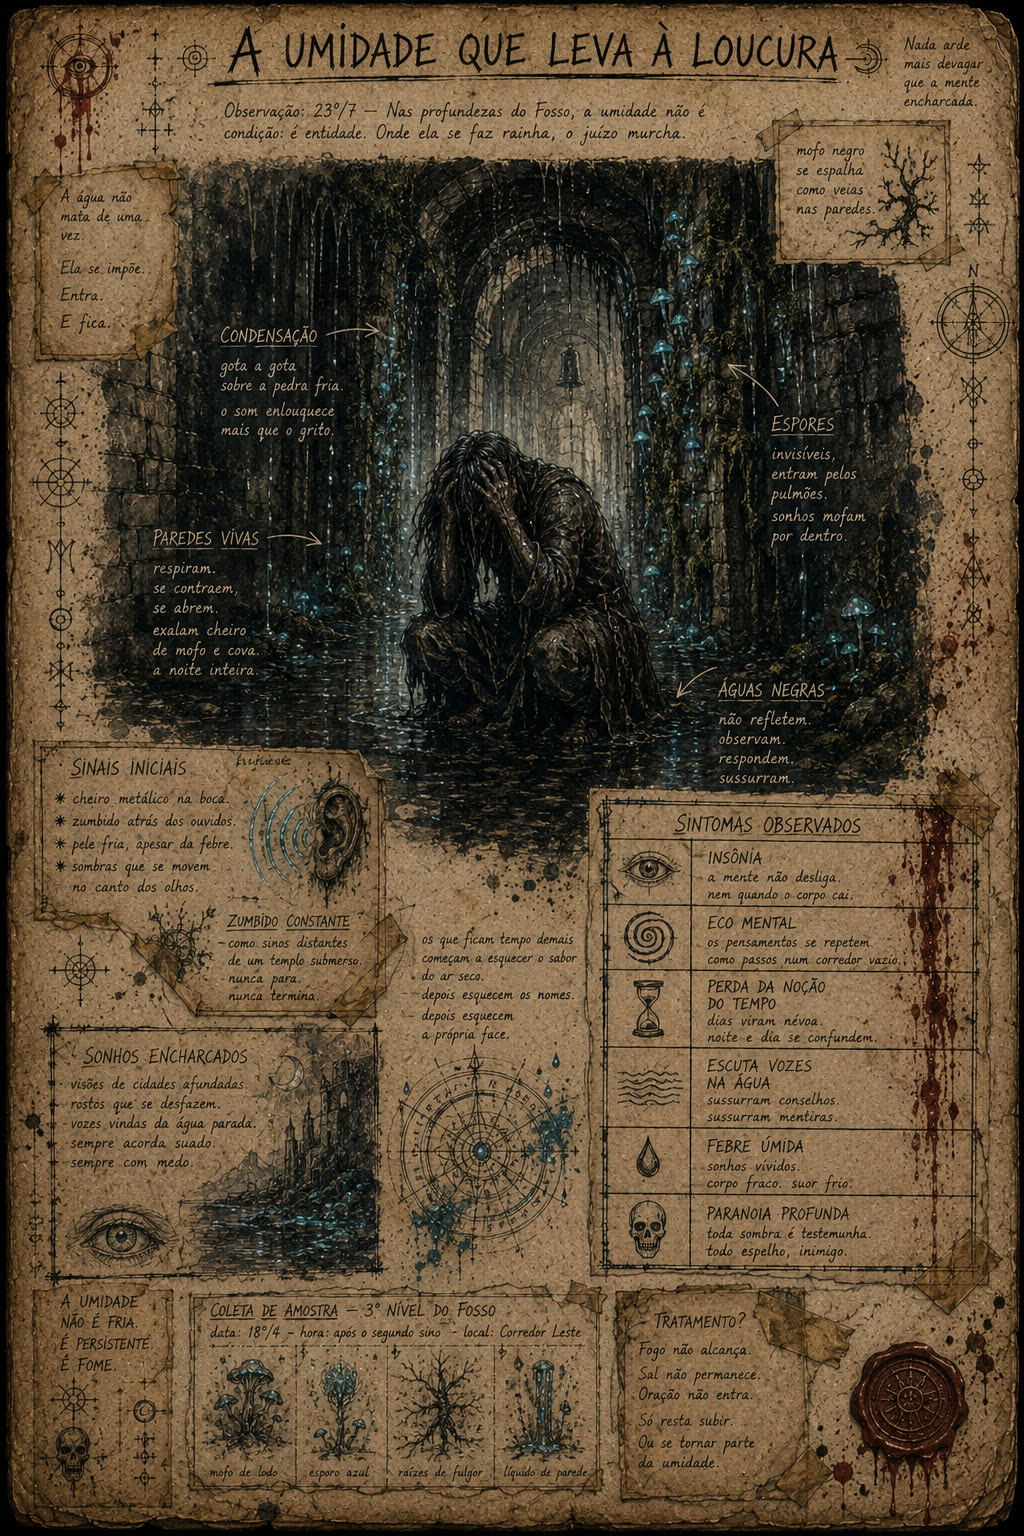 A UMIDADE QUE LEVA À LOUCURA
Nada arde
mais devagar
que a mente
encharcada.
Observação: 23º/7 — Nas profundezas do Fosso, a umidade não é
condição: é entidade. Onde ela se faz rainha, o juízo murcha.
mofo negro
se espalha
como veias
nas paredes.
A água não
mata de uma
vez.
Ela se impõe.
Entra.
E fica.
N
CONDENSAÇÃO
gota a gota
sobre a pedra fria.
o som enlouquece
mais que o grito.
ESPORES
invisíveis,
entram pelos
pulmões.
sonhos mofam
por dentro.
PAREDES VIVAS
respiram.
se contraem,
se abrem.
exalam cheiro
de mofo e cova.
a noite inteira.
ÁGUAS NEGRAS
não refletem.
observam.
respondem.
sussurram.
SINAIS INICIAIS
* cheiro metálico na boca.
* zumbido atrás dos ouvidos.
* pele fria, apesar da febre.
* sombras que se movem
no canto dos olhos.
ZUMBIDO CONSTANTE
– como sinos distantes
de um templo submerso.
nunca para.
nunca termina.
os que ficam tempo demais
começam a esquecer o sabor
do ar seco.
depois esquecem os nomes.
depois esquecem
a própria face.
SINTOMAS OBSERVADOS
INSÔNIA
a mente não desliga.
nem quando o corpo cai.
ECO MENTAL
os pensamentos se repetem.
como passos num corredor vazio.
PERDA DA NOÇÃO
DO TEMPO
dias viram névoa.
noite e dia se confundem.
ESCUTA VOZES
NA ÁGUA
sussurram conselhos.
sussurram mentiras.
FEBRE ÚMIDA
sonhos vívidos.
corpo fraco. suor frio.
PARANOIA PROFUNDA
toda sombra é testemunha.
todo espelho, inimigo.
SONHOS ENCHARCADOS
visões de cidades afundadas.
rostos que se desfazem.
vozes vindas da água parada.
sempre acorda suado.
sempre com medo.
A UMIDADE
NÃO É FRIA.
É PERSISTENTE.
É FOME.
COLETA DE AMOSTRA — 3º NÍVEL DO FOSSO
data: 18º/4 – hora: após o segundo sino – local: Corredor Leste
mofo de lodo
esporo azul
raízes de fulgor
líquido de parede
TRATAMENTO?
Fogo não alcança.
Sal não permanece.
Oração não entra.
Só resta subir.
Ou se tornar parte
da umidade.